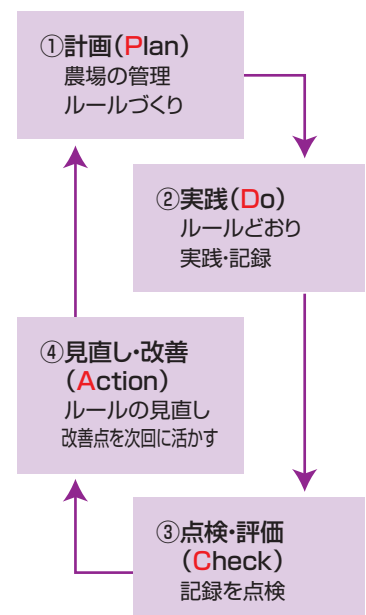 ①計画(Plan)
農場の管理
ルールづくり
②実践(Do)
ルールどおり
実践・記録
④見直し・改善
(Action)
ルールの見直し
改善点を次回に活かす
③点検・評価
(Check)
記録を点検